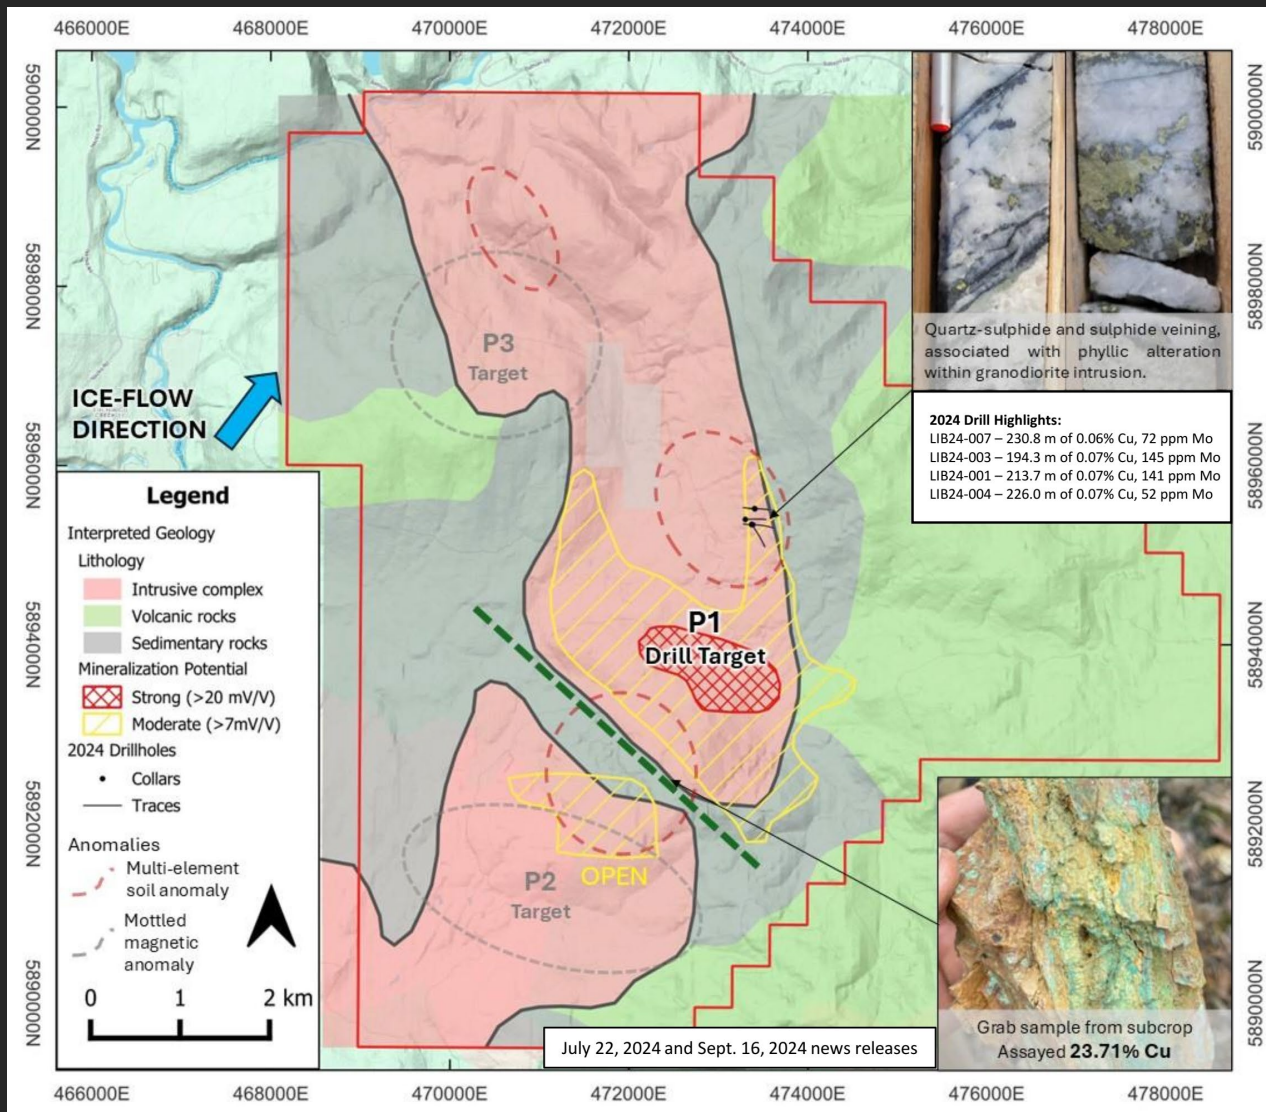 466000E 468000E 470000E 472000E 474000E 476000E 478000E
5900000N
5898000N
5896000N
5894000N
5892000N
5890000N
5900000N
5898000N
5896000N
5894000N
5892000N
5890000N
Quartz-sulphide and sulphide veining,
associated with phyllic alteration
within granodiorite intrusion.
2024 Drill Highlights:
LIB24-007 – 230.8 m of 0.06% Cu, 72 ppm Mo
LIB24-003 – 194.3 m of 0.07% Cu, 145 ppm Mo
LIB24-001 – 213.7 m of 0.07% Cu, 141 ppm Mo
LIB24-004 – 226.0 m of 0.07% Cu, 52 ppm Mo
P3
Target
ICE-FLOW
DIRECTION
P1
Drill Target
OPEN
P2
Target
Legend
Interpreted Geology
Lithology
Intrusive complex
Volcanic rocks
Sedimentary rocks
Mineralization Potential
Strong (>20 mV/V)
Moderate (>7mV/V)
2024 Drillholes
Collars
Traces
Anomalies
Multi-element
soil anomaly
Mottled
magnetic
anomaly
0 1 2 km
July 22, 2024 and Sept. 16, 2024 news releases
Grab sample from subcrop
Assayed 23.71% Cu
466000E 468000E 470000E 472000E 474000E 476000E 478000E